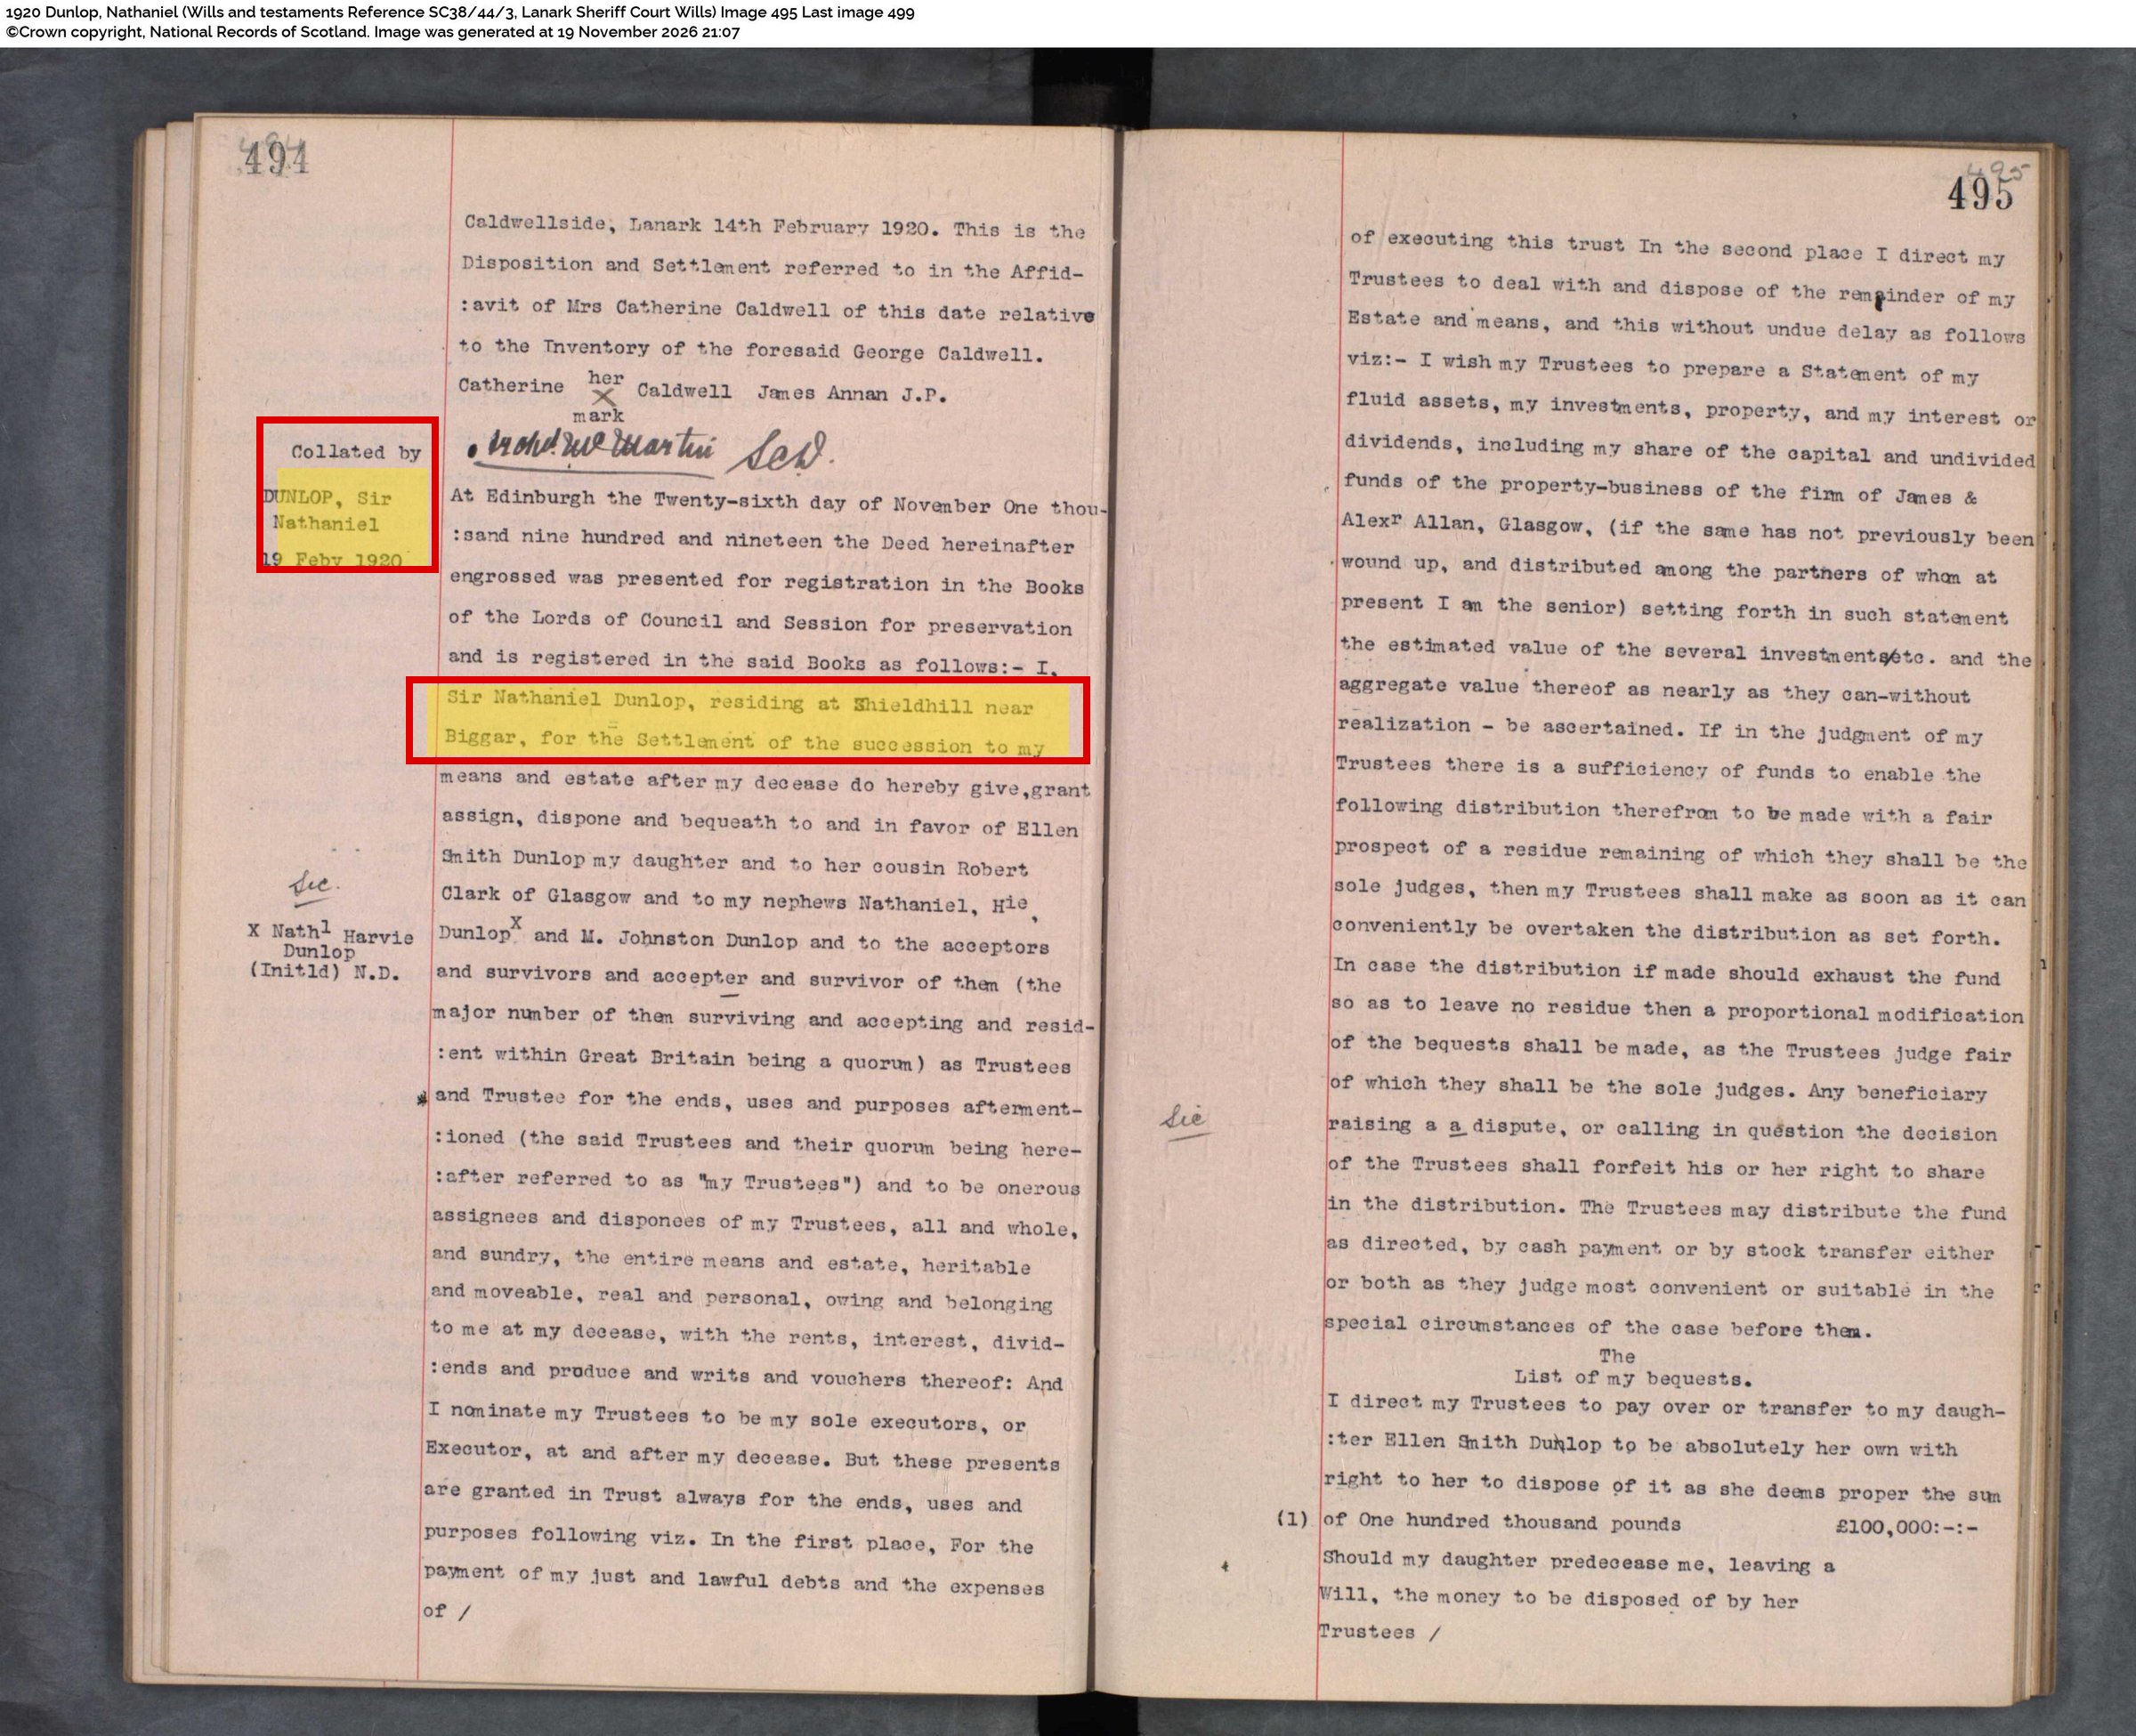 1920 Dunlop, Nathaniel (Wills and testaments Reference SC38/44/3, Lanark Sheriff Court Wills) Image 495 Last image 499
©Crown copyright, National Records of Scotland. Image was generated at 19 November 2026 21:07
494
Caldwellside, Lanark 14th February 1920. This is the
Disposition and Settlement referred to in the Affid-
:avit of Mrs Catherine Caldwell of this date relative
to the Inventory of the foresaid George Caldwell.
Catherine her Caldwell James Annan J.P.
X
mark
Collated by
DUNLOP, Sir
Nathaniel
19 Feby 1920
At Edinburgh the Twenty-sixth day of November One thou-
:sand nine hundred and nineteen the Deed hereinafter
engrossed was presented for registration in the Books
of the Lords of Council and Session for preservation
and is registered in the said Books as follows:- I,
Sir Nathaniel Dunlop, residing at Shieldhill near
Biggar, for the Settlement of the succession to my
means and estate after my decease do hereby give,grant
assign, dispone and bequeath to and in favor of Ellen
Smith Dunlop my daughter and to her cousin Robert
Clark of Glasgow and to my nephews Nathaniel, Hie,
Dunlop X and M. Johnston Dunlop and to the acceptors
and survivors and accepter and survivor of them (the
major number of them surviving and accepting and resid-
:ent within Great Britain being a quorum) as Trustees
and Trustee for the ends, uses and purposes afterment-
:ioned (the said Trustees and their quorum being here-
:after referred to as "my Trustees") and to be onerous
assignees and disponees of my Trustees, all and whole,
and sundry, the entire means and estate, heritable
and moveable, real and personal, owing and belonging
to me at my decease, with the rents, interest, divid-
:ends and produce and writs and vouchers thereof: And
I nominate my Trustees to be my sole executors, or
Executor, at and after my decease. But these presents
are granted in Trust always for the ends, uses and
purposes following viz. In the first place, For the
payment of my just and lawful debts and the expenses
of /
Sic.
X Nathl Harvie
Dunlop
(Initld) N.D.
495
495
of executing this trust In the second place I direct my
Trustees to deal with and dispose of the remainder of my
Estate and means, and this without undue delay as follows
viz:- I wish my Trustees to prepare a Statement of my
fluid assets, my investments, property, and my interest or
dividends, including my share of the capital and undivided
funds of the property-business of the firm of James &
Alexr Allan, Glasgow, (if the same has not previously been
wound up, and distributed among the partners of whom at
present I am the senior) setting forth in such statement
the estimated value of the several investments etc. and the
aggregate value thereof as nearly as they can-without
realization - be ascertained. If in the judgment of my
Trustees there is a sufficiency of funds to enable the
following distribution therefrom to be made with a fair
prospect of a residue remaining of which they shall be the
sole judges, then my Trustees shall make as soon as it can
conveniently be overtaken the distribution as set forth.
In case the distribution if made should exhaust the fund
so as to leave no residue then a proportional modification
of the bequests shall be made, as the Trustees judge fair
of which they shall be the sole judges. Any beneficiary
raising a a dispute, or calling in question the decision
of the Trustees shall forfeit his or her right to share
in the distribution. The Trustees may distribute the fund
as directed, by cash payment or by stock transfer either
or both as they judge most convenient or suitable in the
special circumstances of the case before them.
Sic
The
List of my bequests.
I direct my Trustees to pay over or transfer to my daugh-
:ter Ellen Smith Dunlop to be absolutely her own with
right to her to dispose of it as she deems proper the sum
(1) of One hundred thousand pounds £100,000:-:-
Should my daughter predecease me, leaving a
Will, the money to be disposed of by her
Trustees /